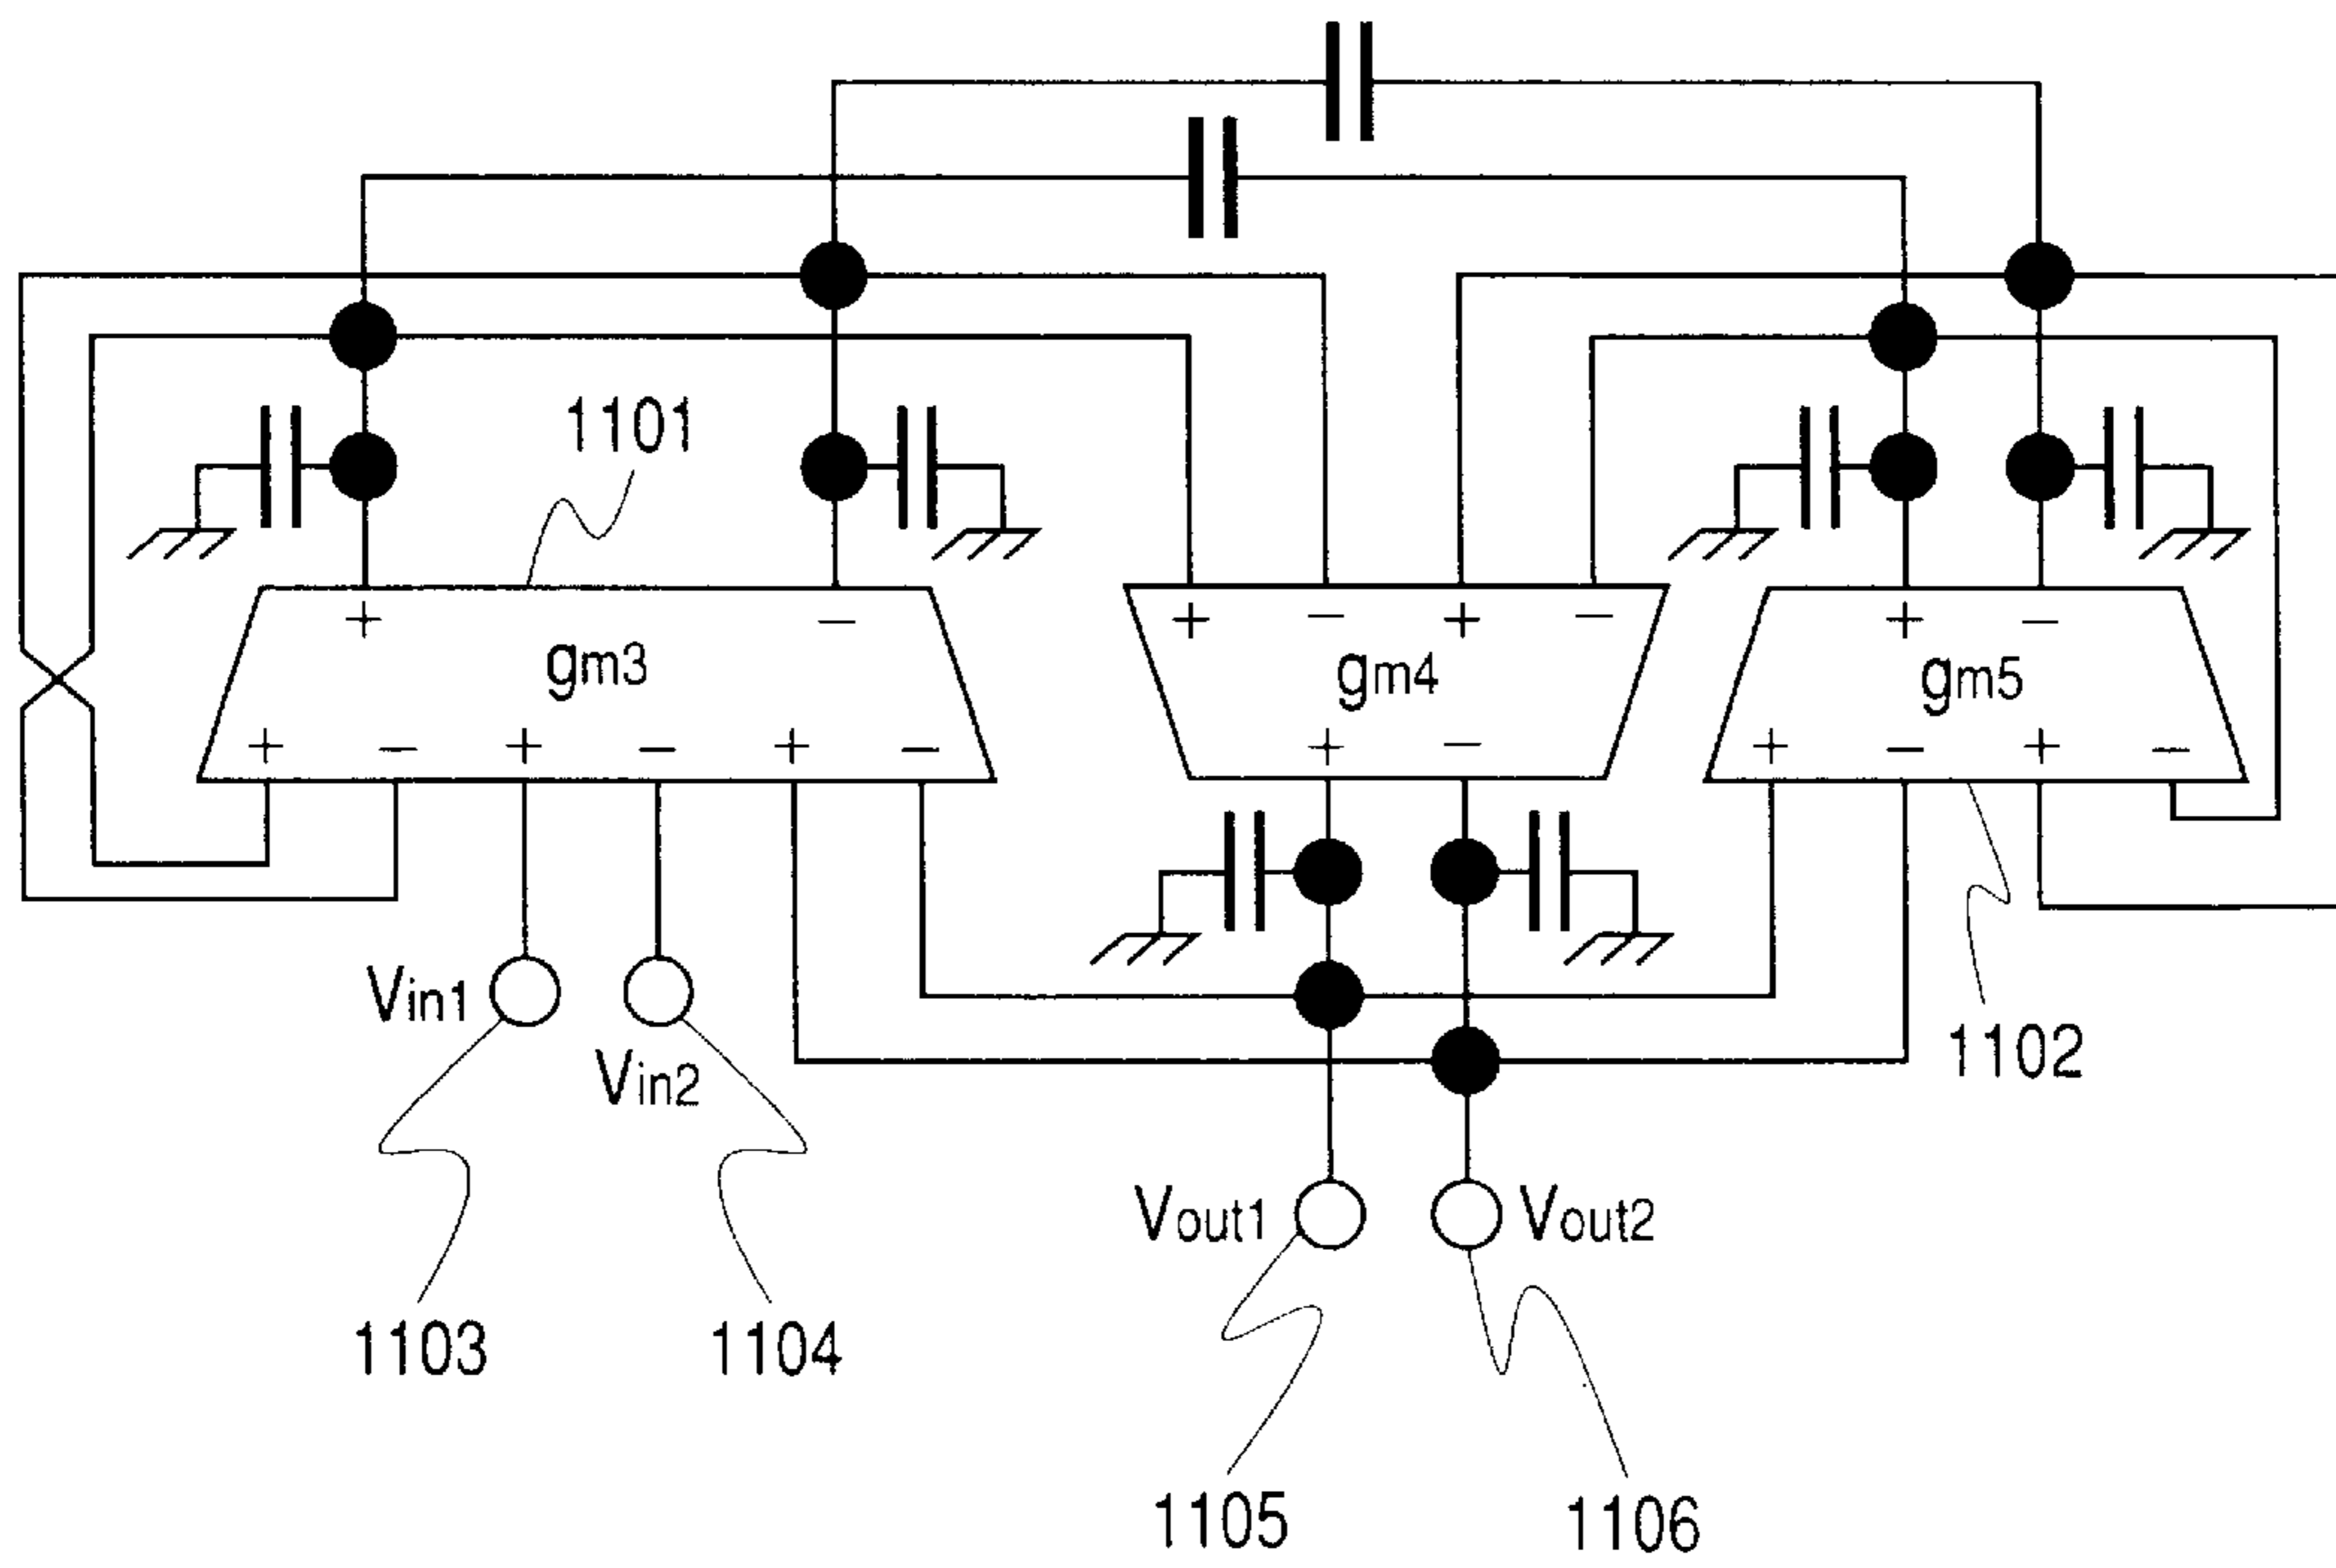 1101
+ −
gm3
+ − + − + −
+ − + −
gm4
+ −
+ −
gm5
+ − + −
Vin1
Vin2
1102
Vout1
Vout2
1103
1104
1105
1106